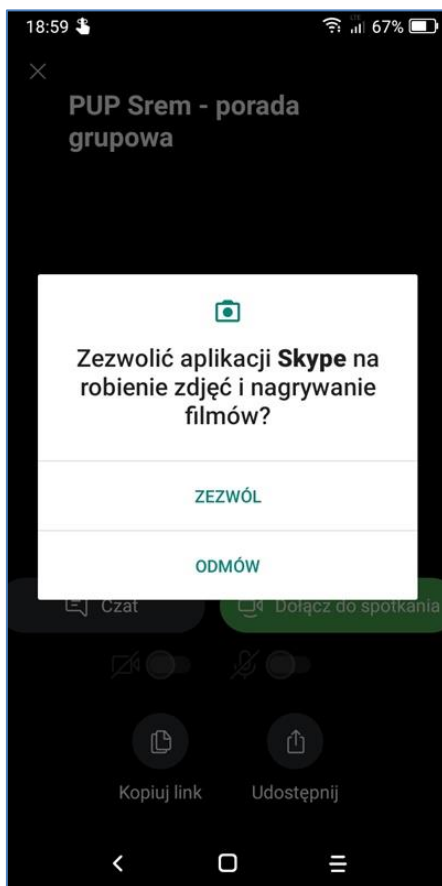 18:59 LTE 67%
PUP Srem - porada
grupowa
Zezwolić aplikacji Skype na
robienie zdjęć i nagrywanie
filmów?
ZEZWÓL
ODMÓW
Czat Dołącz do spotkania
Kopiuj link Udostępnij